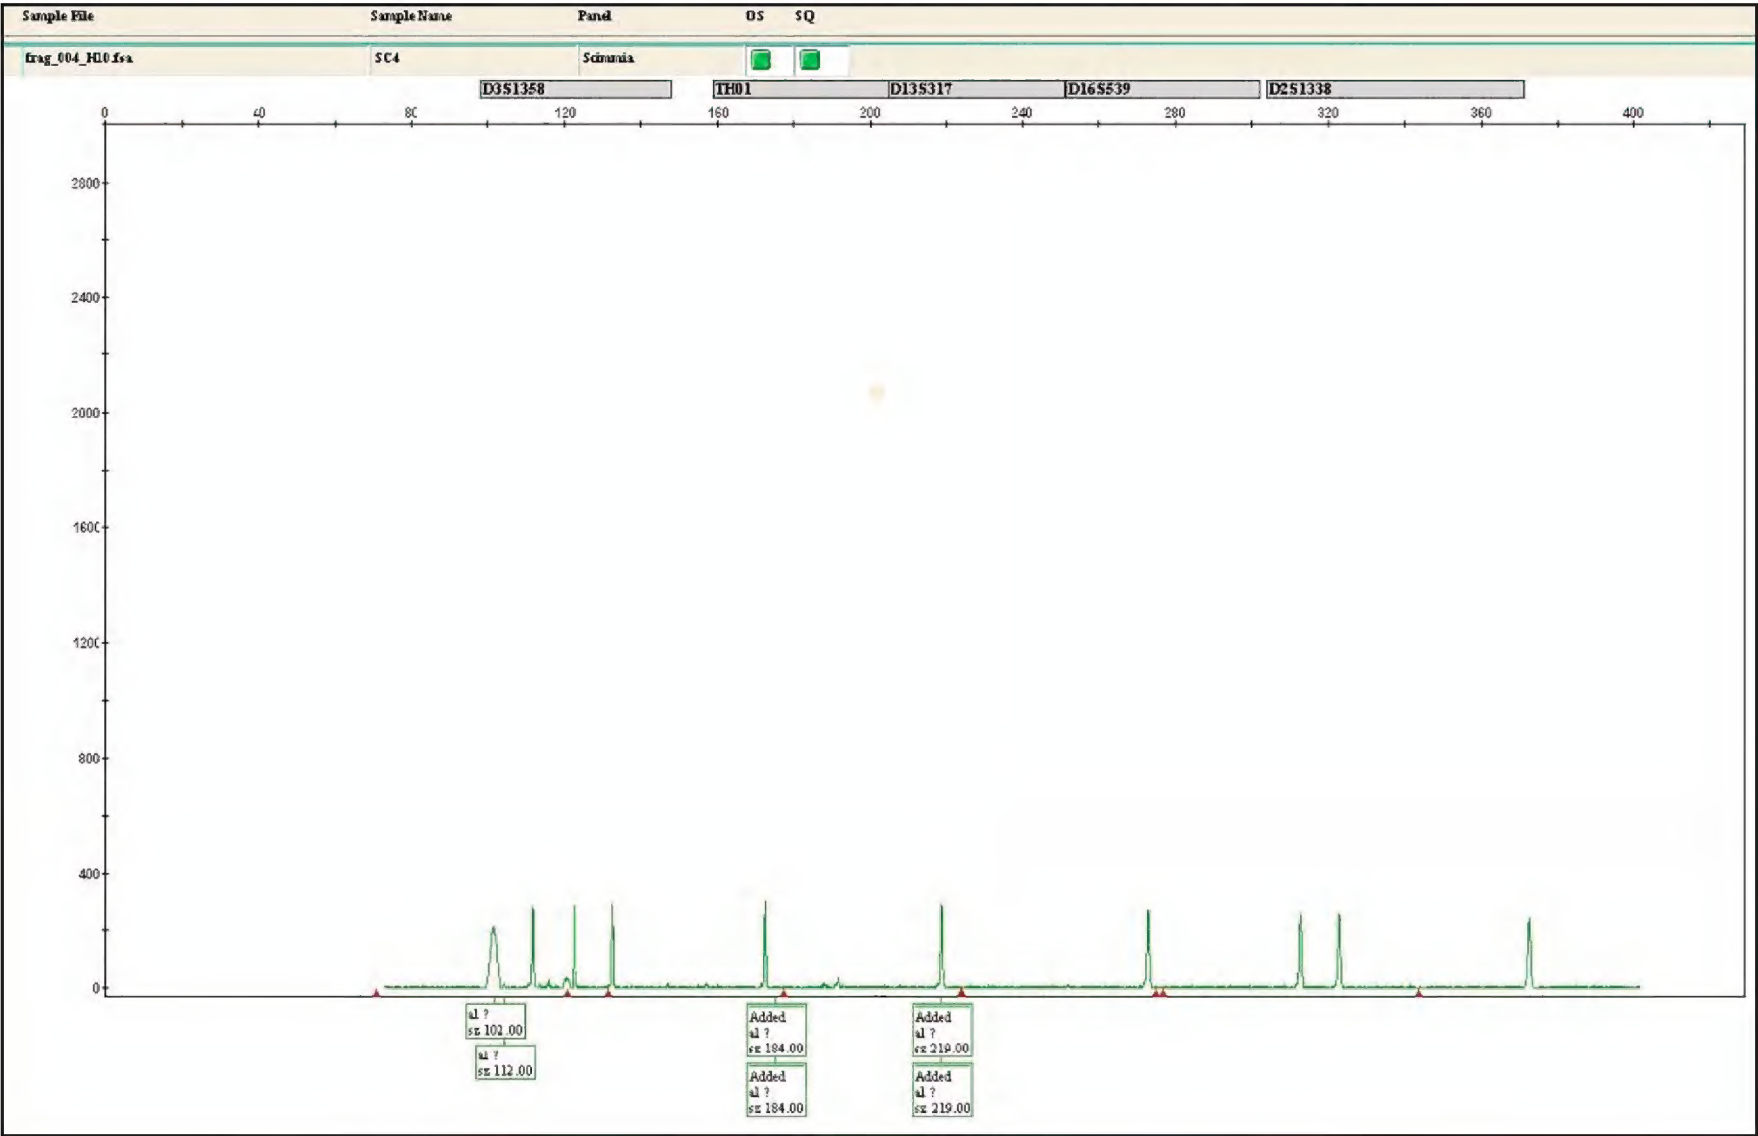 Sample File Sample Name Panel OS SQ
frag_004_H10.fsa SC4 Scimmia
D3S1358 TH01 D13S317 D16S539 D2S1338
0 40 80 120 160 200 240 280 320 360 400
2800
2400
2000
1600
1200
800
400
0
al ?
sz 102.00
al ?
sz 112.00
Added
al ?
sz 184.00
Added
al ?
sz 184.00
Added
al ?
sz 219.00
Added
al ?
sz 219.00